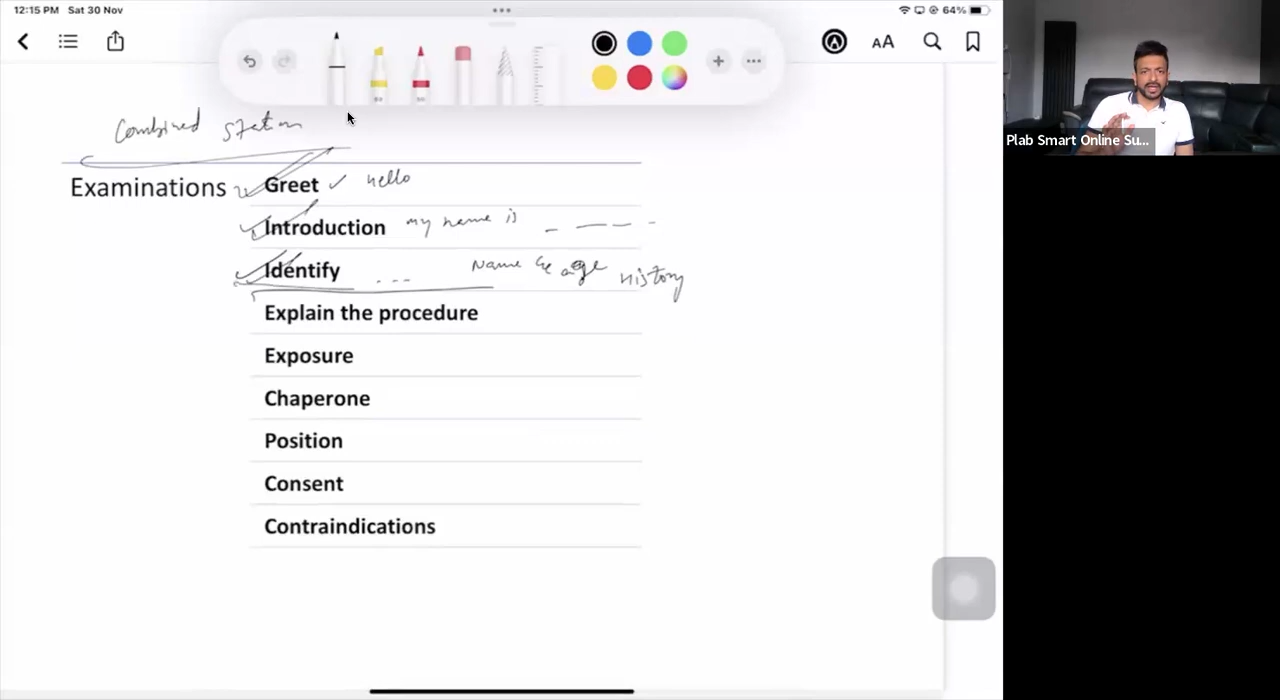 12:15 PM Sat 30 Nov
64%
AA
Plab Smart Online Su...
Combined station
Examinations
Greet ✓ hello
Introduction my name is _ _ _ -
Identify ... Name & age History
Explain the procedure
Exposure
Chaperone
Position
Consent
Contraindications